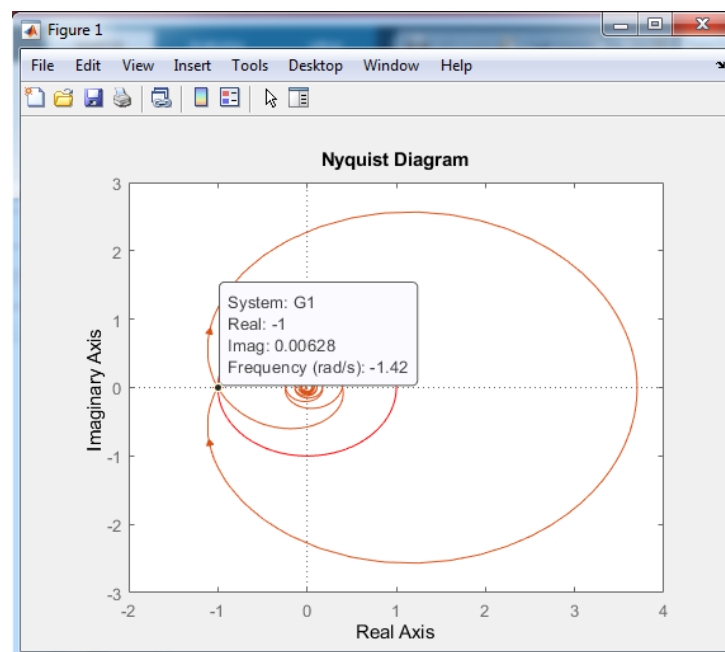 Figure 1
File Edit View Insert Tools Desktop Window Help
Nyquist Diagram
3
2
1
0
-1
-2
-3
Imaginary Axis
System: G1
Real: -1
Imag: 0.00628
Frequency (rad/s): -1.42
-2 -1 0 1 2 3 4
Real Axis